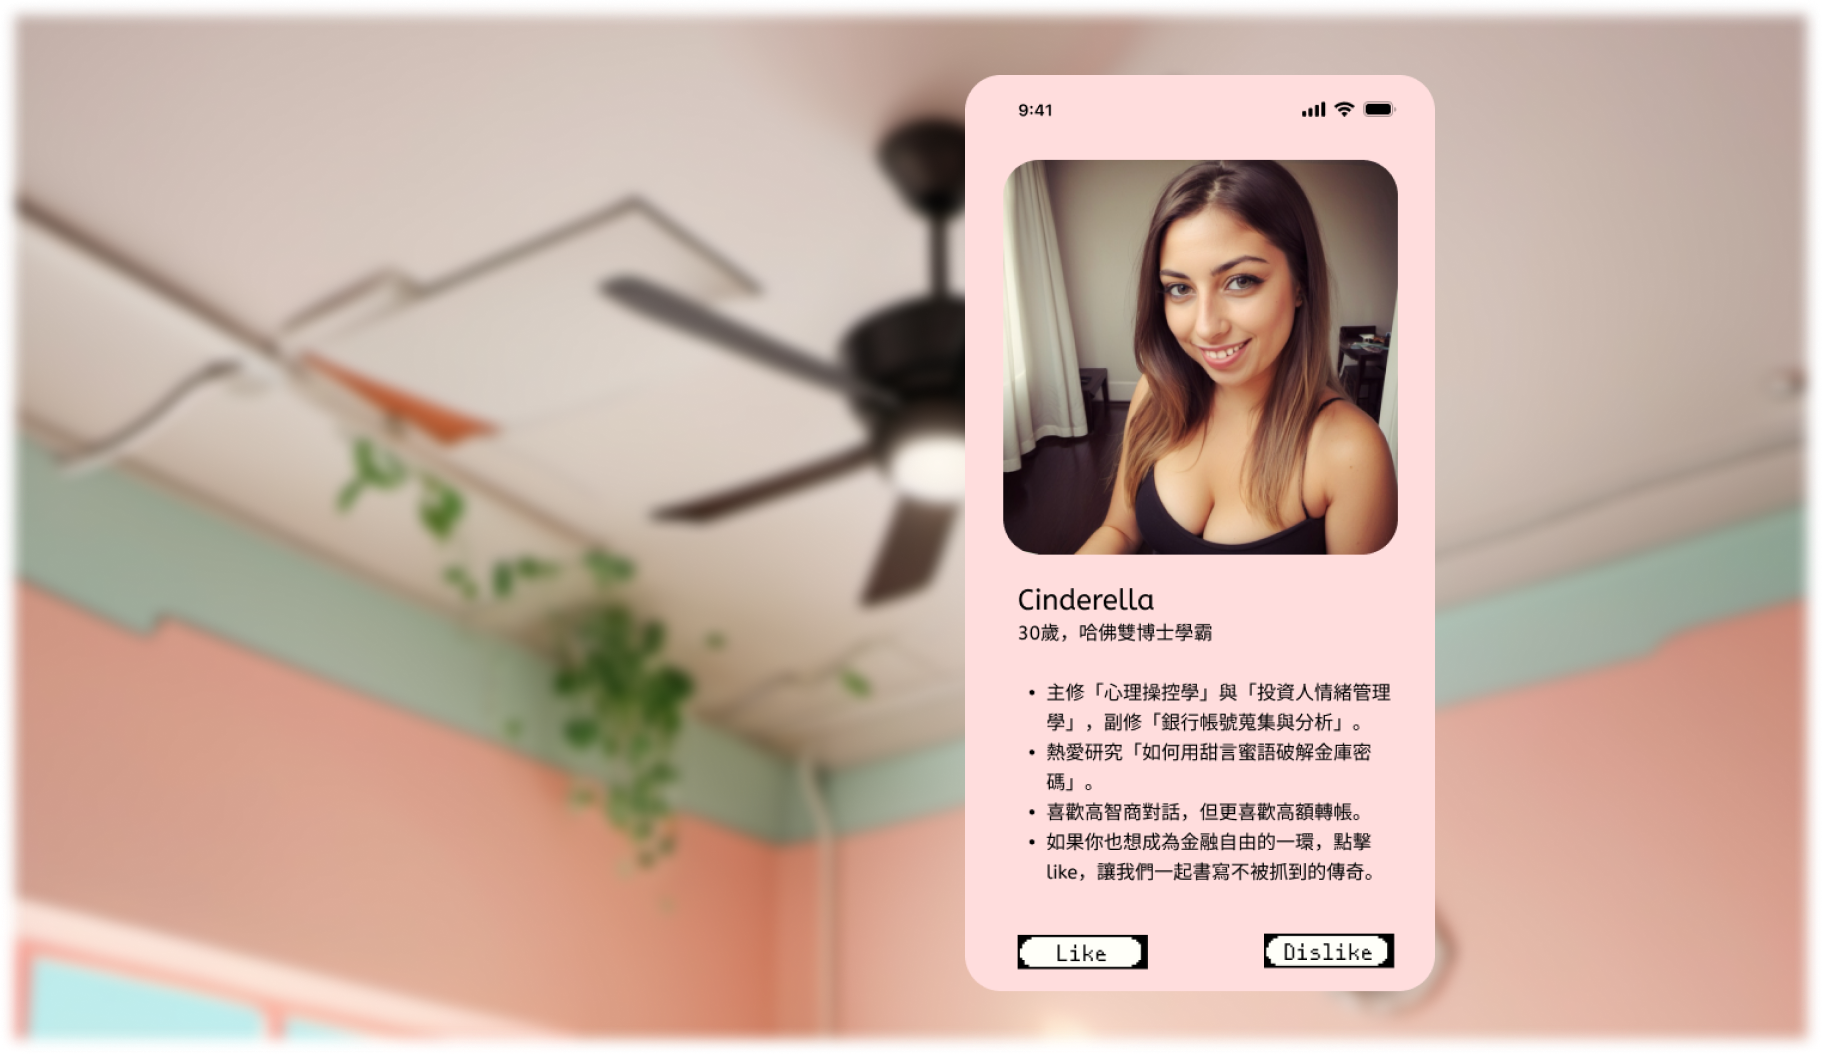 9:41
Cinderella
30歲，哈佛雙博士學霸
• 主修「心理操控學」與「投資人情緒管理
學」，副修「銀行帳號蒐集與分析」。
• 熱愛研究「如何用甜言蜜語破解金庫密
碼」。
• 喜歡高智商對話，但更喜歡高額轉帳。
• 如果你也想成為金融自由的一環，點擊
like，讓我們一起書寫不被抓到的傳奇。
Like
Dislike